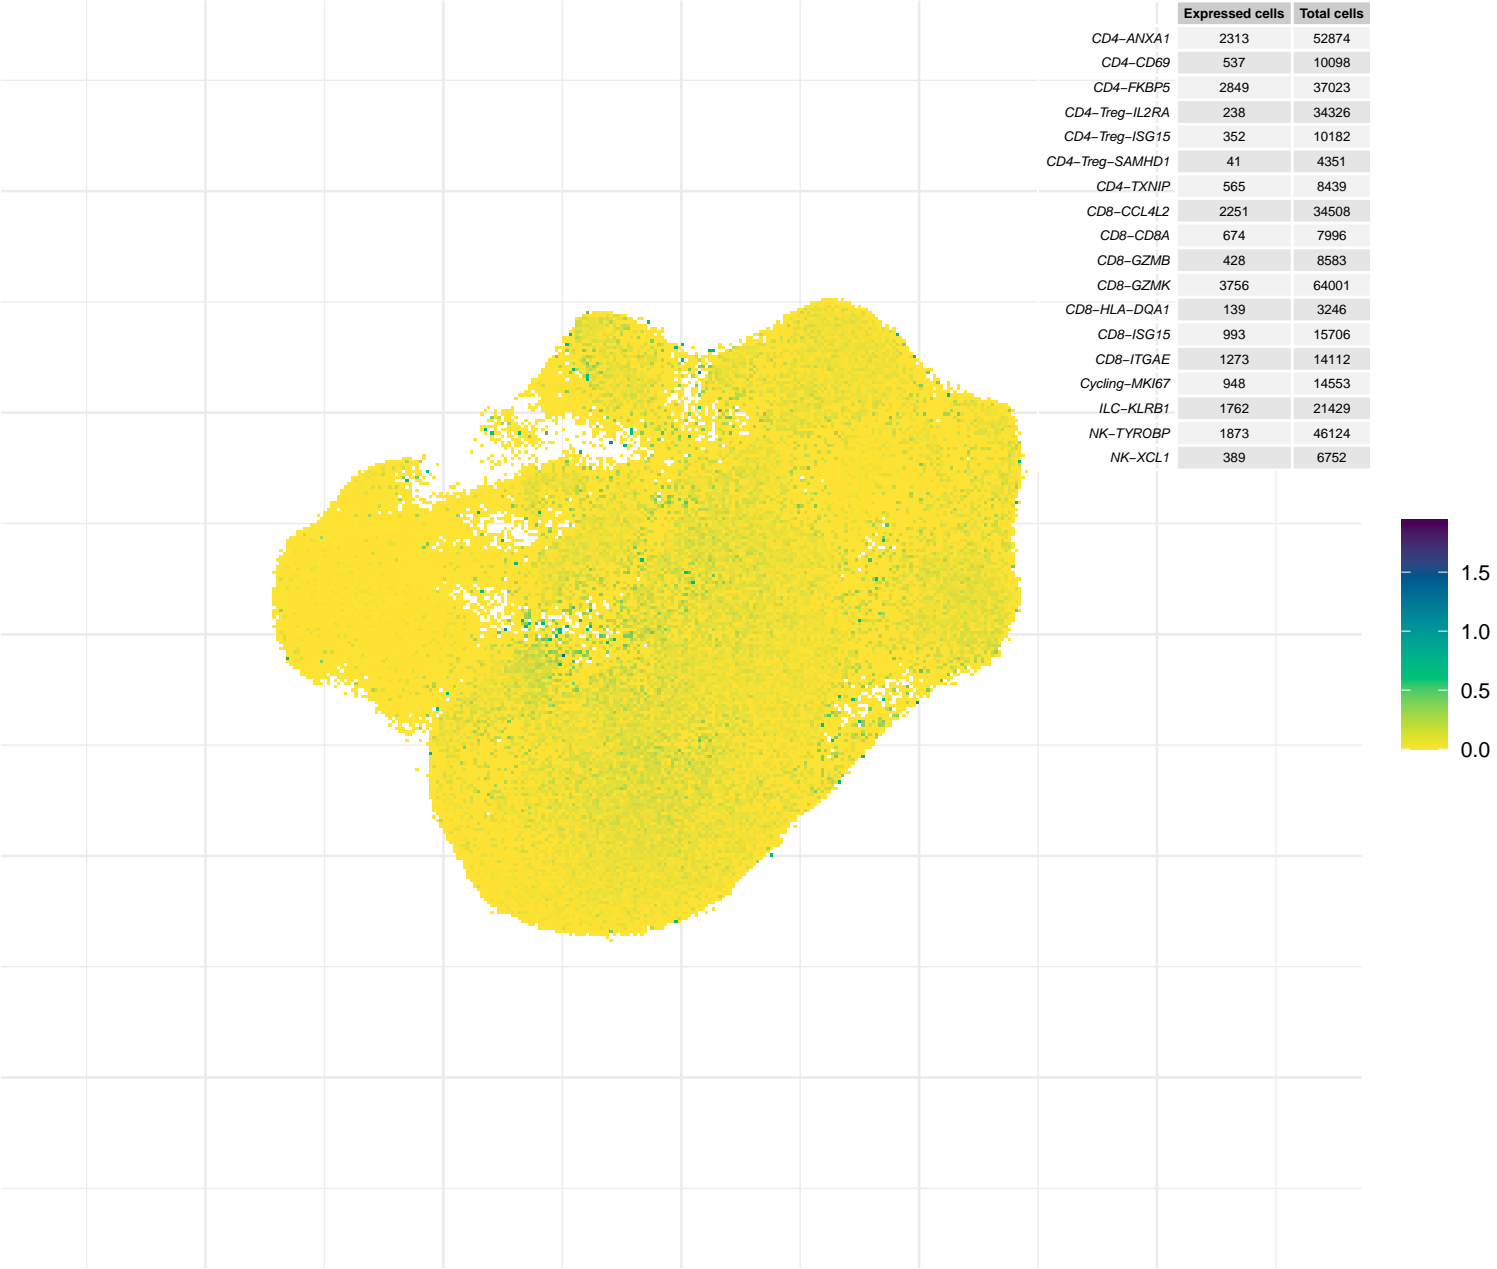 Expressed cells Total cells
CD4−ANXA1 2313 52874
CD4−CD69 537 10098
CD4−FKBP5 2849 37023
CD4−Treg−IL2RA 238 34326
CD4−Treg−ISG15 352 10182
CD4−Treg−SAMHD1 41 4351
CD4−TXNIP 565 8439
CD8−CCL4L2 2251 34508
CD8−CD8A 674 7996
CD8−GZMB 428 8583
CD8−GZMK 3756 64001
CD8−HLA−DQA1 139 3246
CD8−ISG15 993 15706
CD8−ITGAE 1273 14112
Cycling−MKI67 948 14553
ILC−KLRB1 1762 21429
NK−TYROBP 1873 46124
NK−XCL1 389 6752
1.5
1.0
0.5
0.0